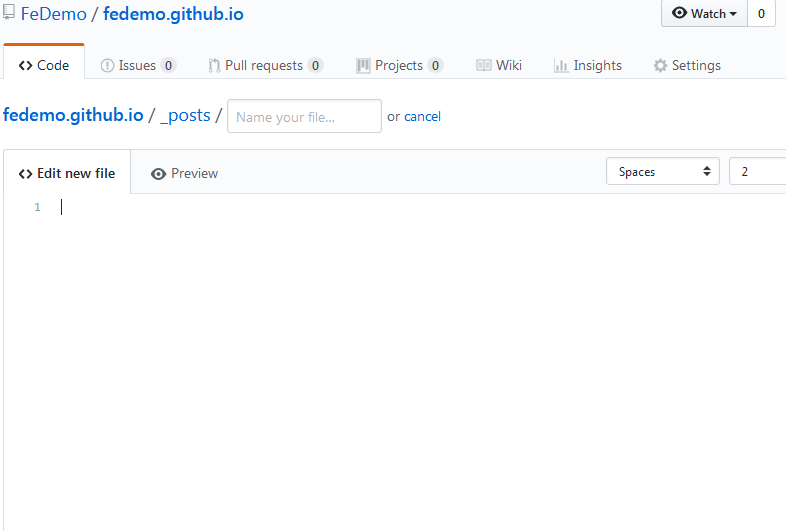 FeDemo / fedemo.github.io Watch 0
Code Issues 0 Pull requests 0 Projects 0 Wiki Insights Settings
fedemo.github.io / _posts / Name your file... or cancel
Edit new file Preview Spaces 2
1